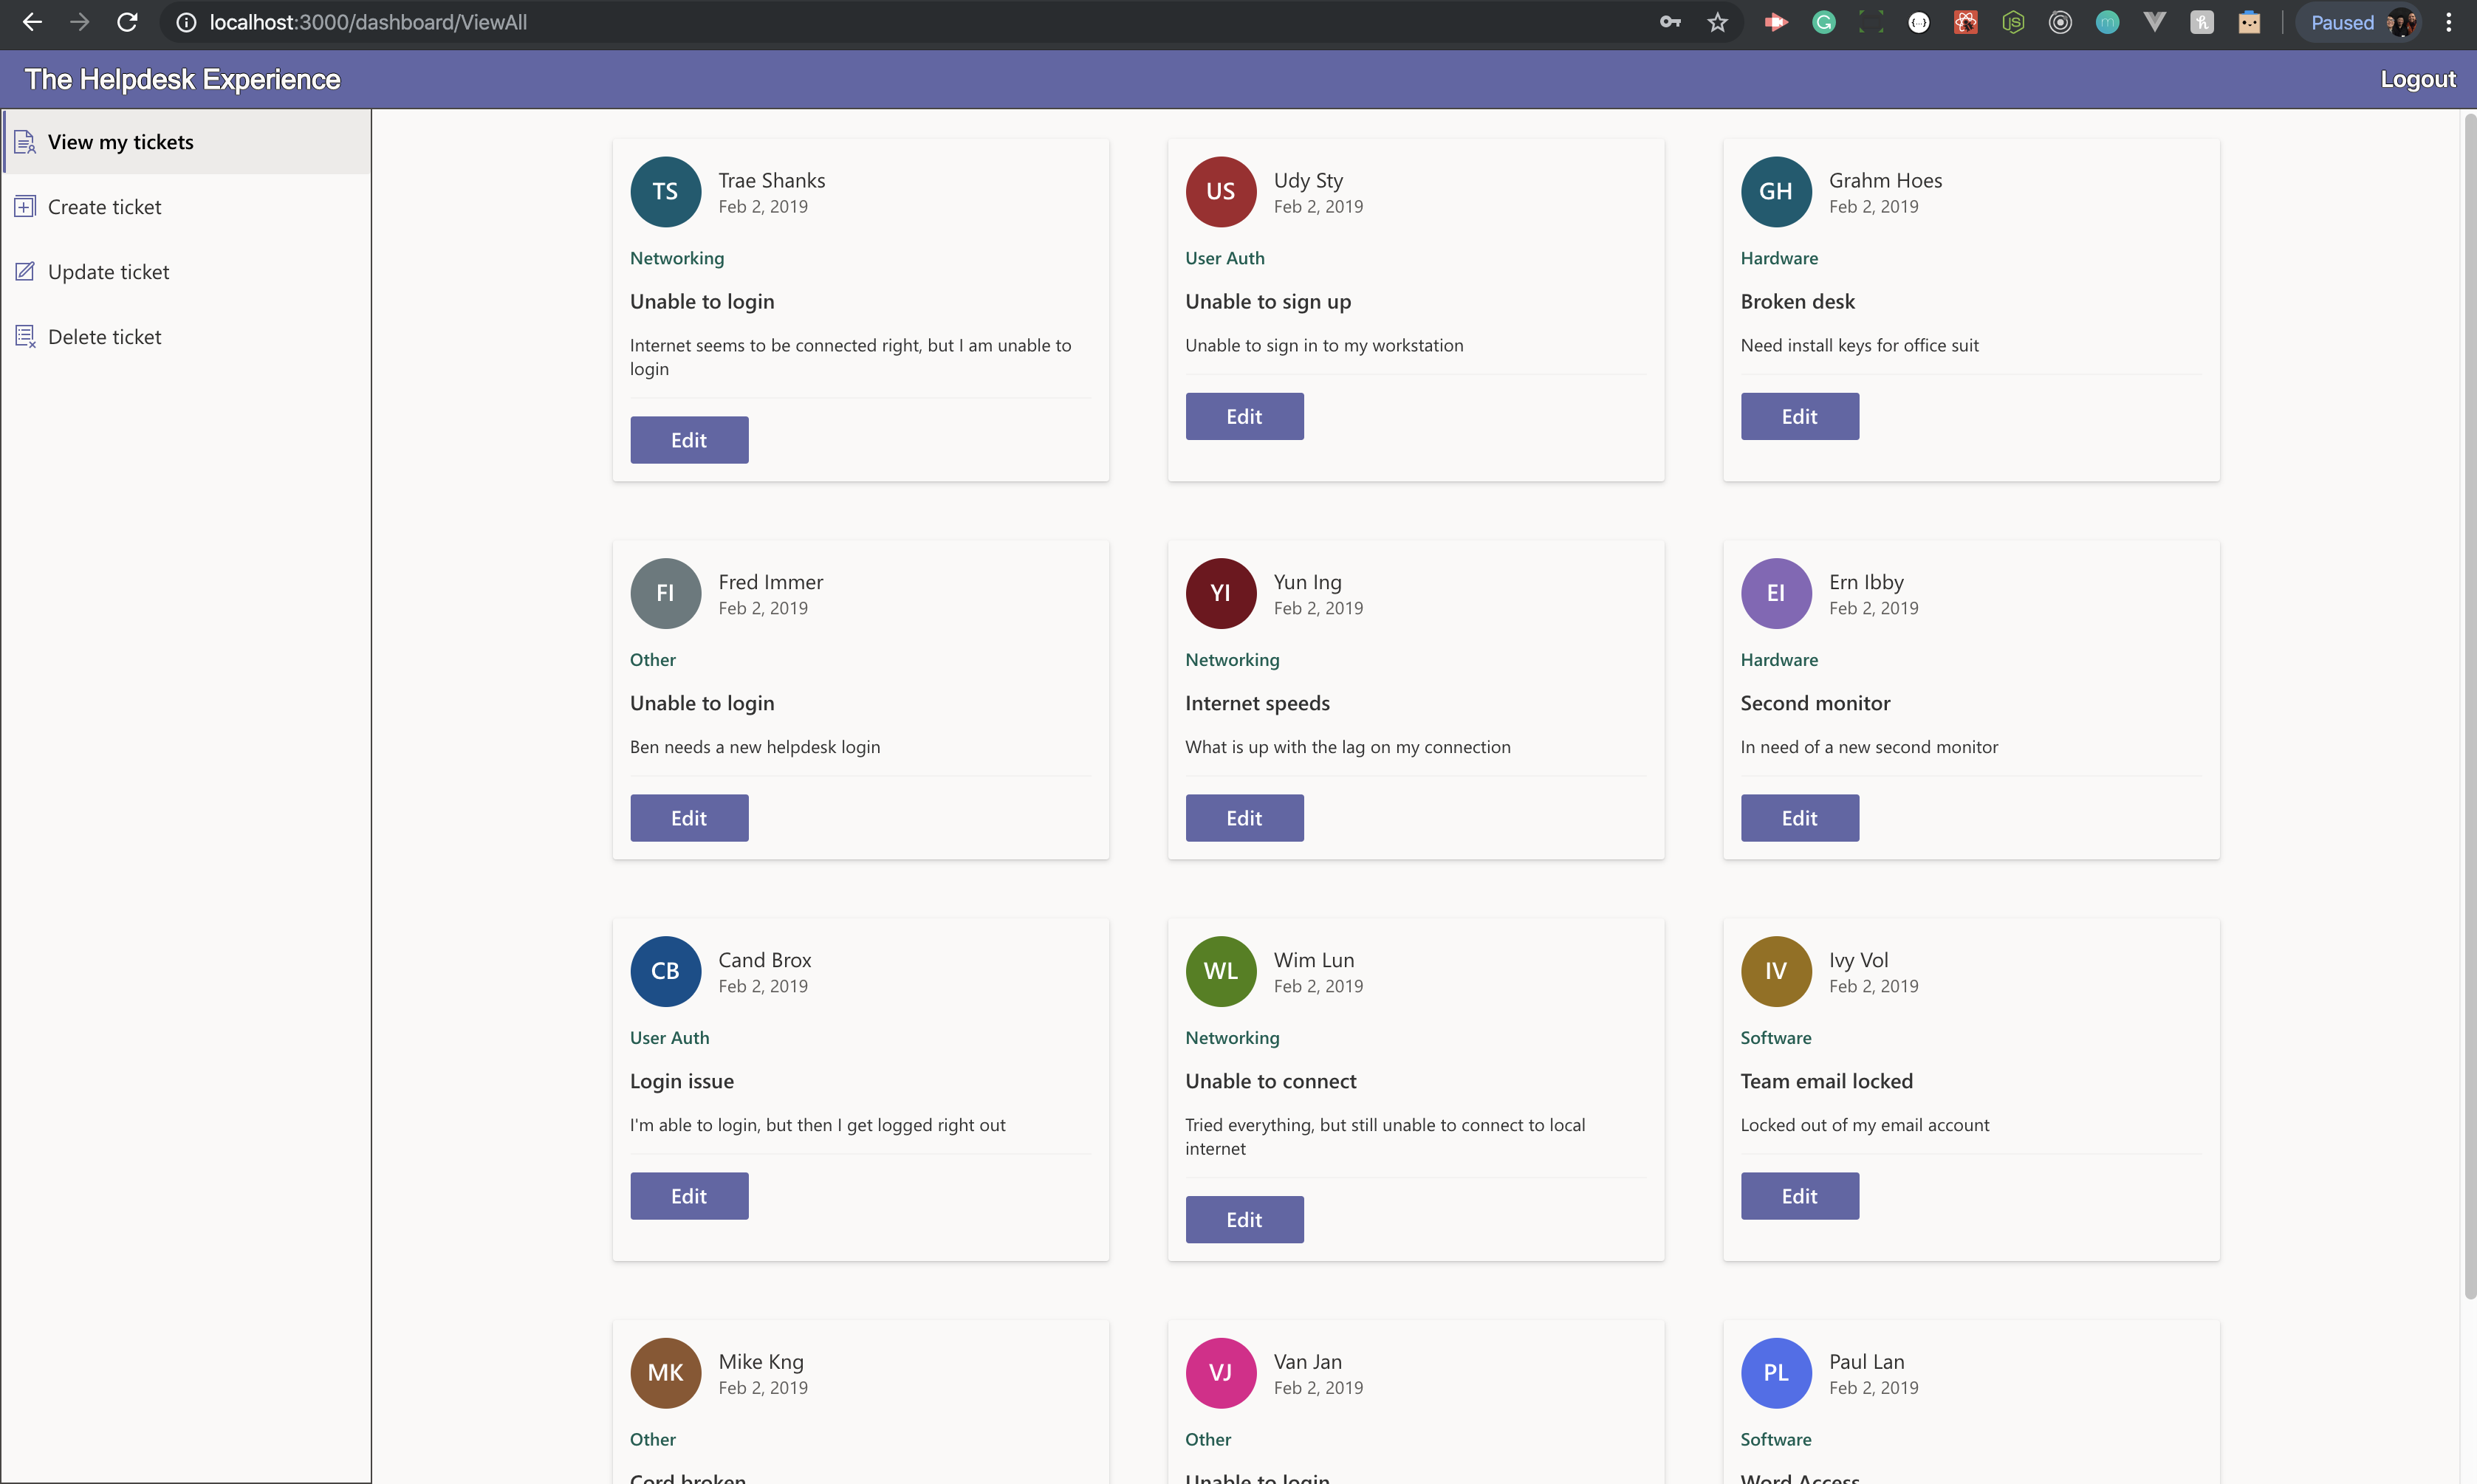 localhost:3000/dashboard/ViewAll
Paused
The Helpdesk Experience
Logout
View my tickets
Create ticket
Update ticket
Delete ticket
TS
Trae Shanks
Feb 2, 2019
Networking
Unable to login
Internet seems to be connected right, but I am unable to
login
Edit
US
Udy Sty
Feb 2, 2019
User Auth
Unable to sign up
Unable to sign in to my workstation
Edit
GH
Grahm Hoes
Feb 2, 2019
Hardware
Broken desk
Need install keys for office suit
Edit
FI
Fred Immer
Feb 2, 2019
Other
Unable to login
Ben needs a new helpdesk login
Edit
YI
Yun Ing
Feb 2, 2019
Networking
Internet speeds
What is up with the lag on my connection
Edit
EI
Ern Ibby
Feb 2, 2019
Hardware
Second monitor
In need of a new second monitor
Edit
CB
Cand Brox
Feb 2, 2019
User Auth
Login issue
I'm able to login, but then I get logged right out
Edit
WL
Wim Lun
Feb 2, 2019
Networking
Unable to connect
Tried everything, but still unable to connect to local
internet
Edit
IV
Ivy Vol
Feb 2, 2019
Software
Team email locked
Locked out of my email account
Edit
MK
Mike Kng
Feb 2, 2019
Other
Cord broken
VJ
Van Jan
Feb 2, 2019
Other
Unable to login
PL
Paul Lan
Feb 2, 2019
Software
Word Access